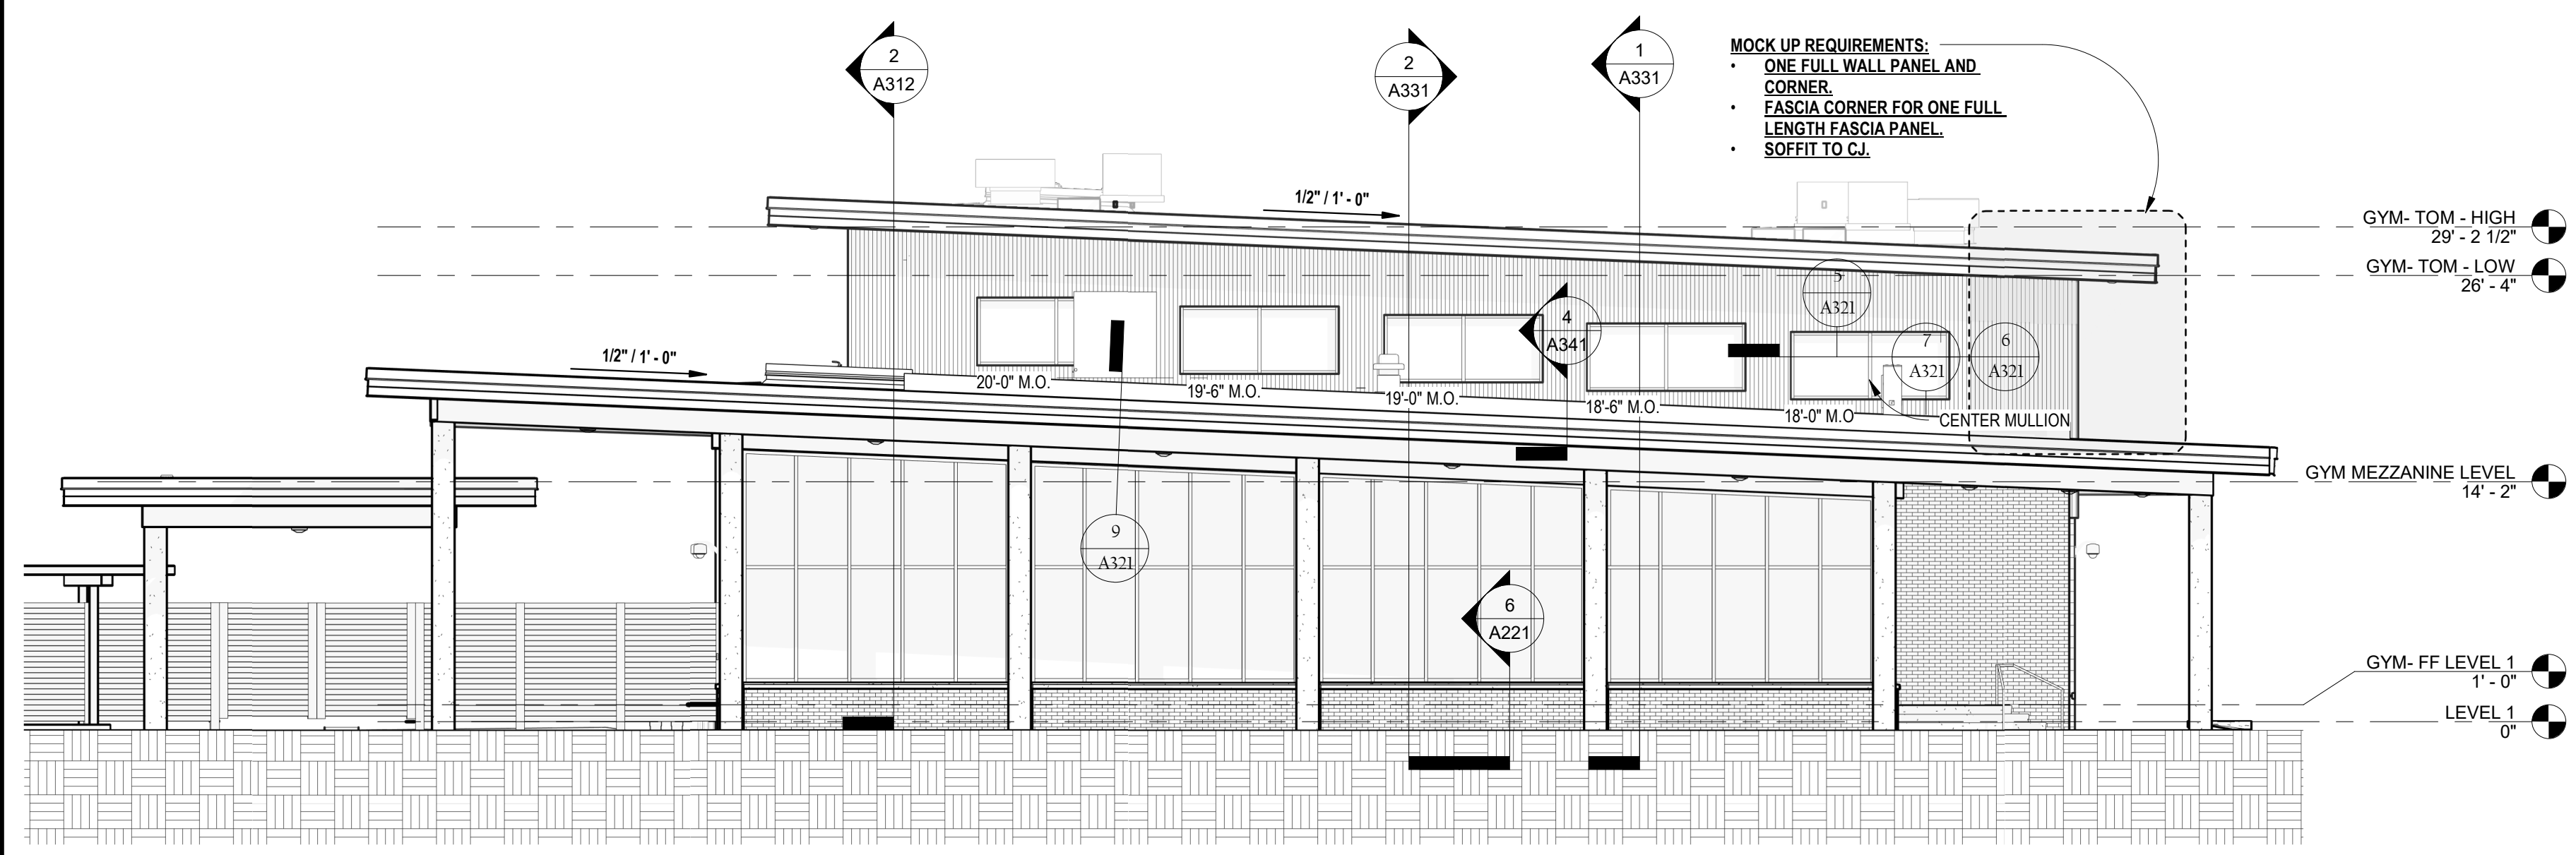 2
A312
2
A331
1
A331
MOCK UP REQUIREMENTS:
• ONE FULL WALL PANEL AND
CORNER.
• FASCIA CORNER FOR ONE FULL
LENGTH FASCIA PANEL.
• SOFFIT TO CJ.
1/2" / 1' - 0"
GYM- TOM - HIGH
29' - 2 1/2"
GYM- TOM - LOW
26' - 4"
5
A321
4
A341
7
A321
6
A321
1/2" / 1' - 0"
20'-0" M.O.
19'-6" M.O.
19'-0" M.O.
18'-6" M.O.
18'-0" M.O
CENTER MULLION
GYM MEZZANINE LEVEL
14' - 2"
9
A321
6
A221
GYM- FF LEVEL 1
1' - 0"
LEVEL 1
0"